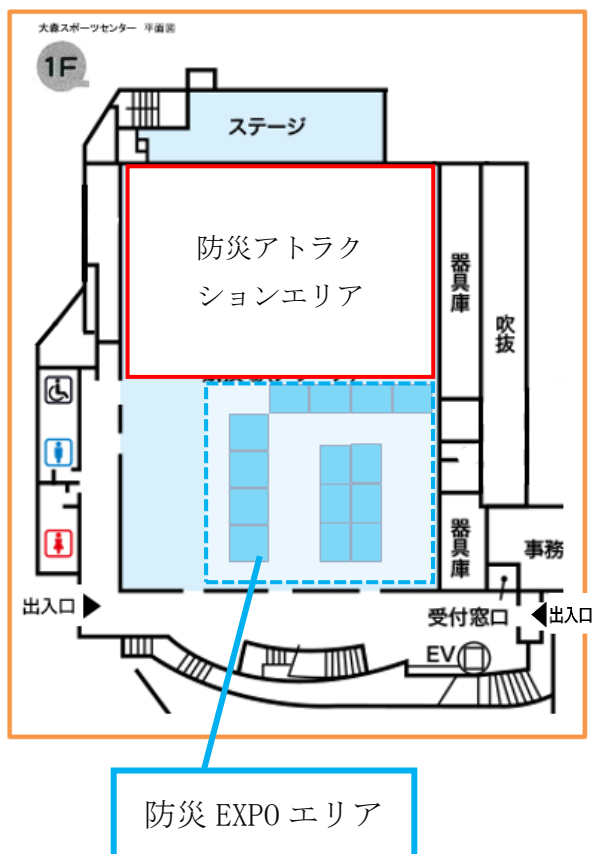 大森スポーツセンター 平面図
1F
ステージ
防災アトラク
ションエリア
器具庫
吹抜
器具庫
事務
出入口
受付窓口
出入口
EV
防災 EXPO エリア